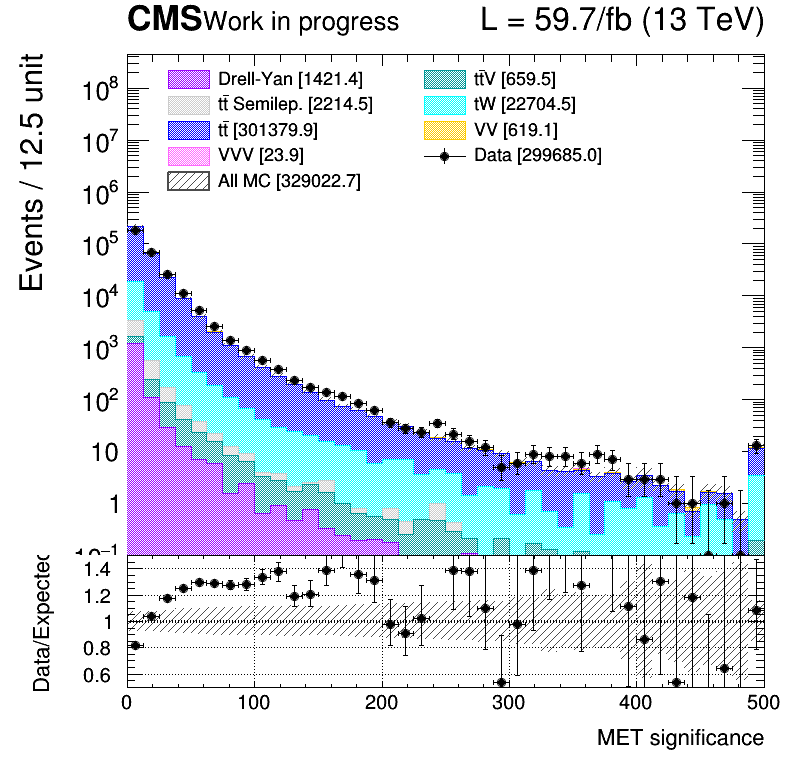 CMS Work in progress L = 59.7/fb (13 TeV)
Events / 12.5 unit
Drell-Yan [1421.4]
tt̄ Semilep. [2214.5]
tt̄ [301379.9]
VVV [23.9]
All MC [329022.7]
tt̄V [659.5]
tW [22704.5]
VV [619.1]
Data [299685.0]
10⁸
10⁷
10⁶
10⁵
10⁴
10³
10²
10
1
10⁻¹
Data/Expected
1.4
1.2
1
0.8
0.6
0 100 200 300 400 500
MET significance